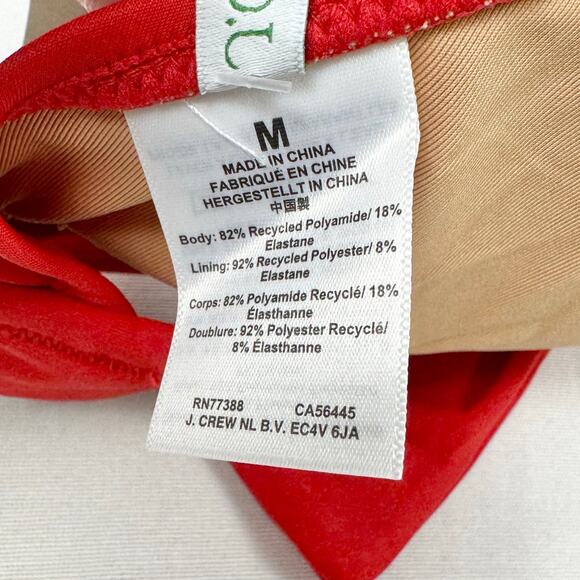 J.
M
MADE IN CHINA
FABRIQUÉ EN CHINE
HERGESTELLT IN CHINA
中国製
Body: 82% Recycled Polyamide/ 18%
Elastane
Lining: 92% Recycled Polyester/ 8%
Elastane
Corps: 82% Polyamide Recyclé/ 18%
Élasthanne
Doublure: 92% Polyester Recyclé/
8% Élasthanne
RN77388 CA56445
J. CREW NL B.V. EC4V 6JA